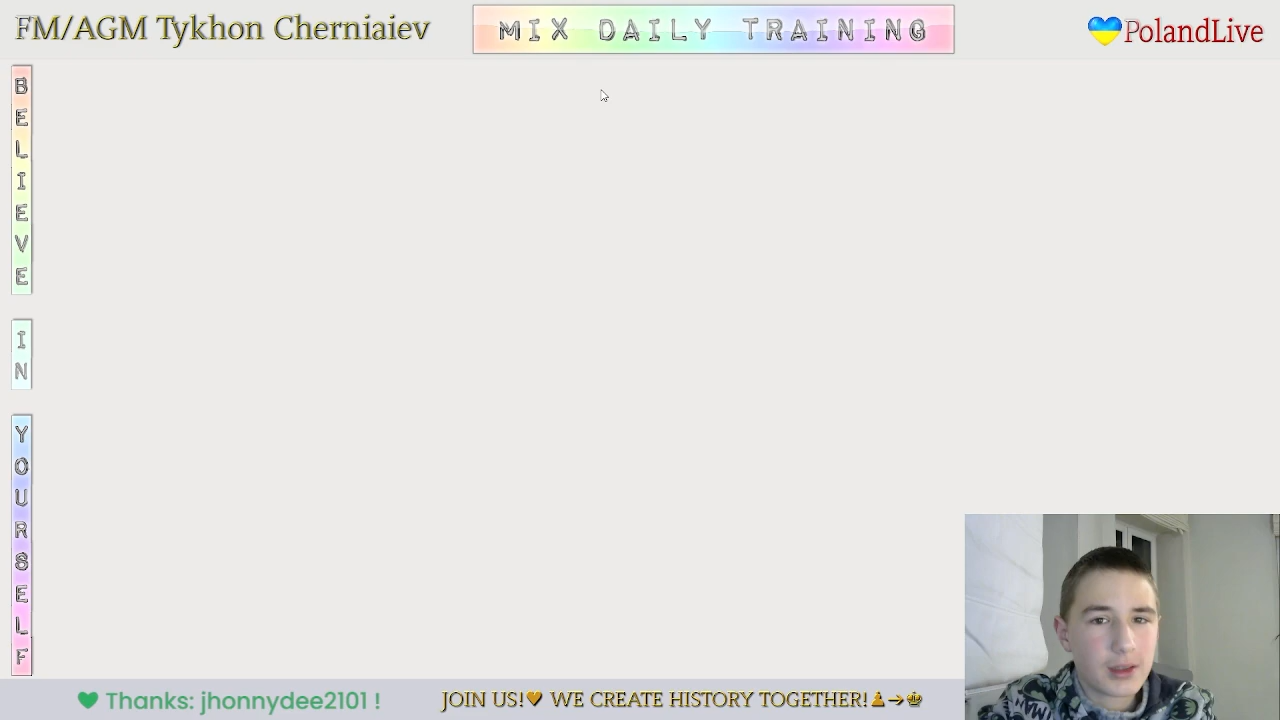 FM/AGM Tykhon Cherniaiev
MIX DAILY TRAINING
💙PolandLive
BELIEVE
IN
YOURSELF
💚 Thanks: jhonnydee2101 !
JOIN US!🧡 WE CREATE HISTORY TOGETHER!♟→♚